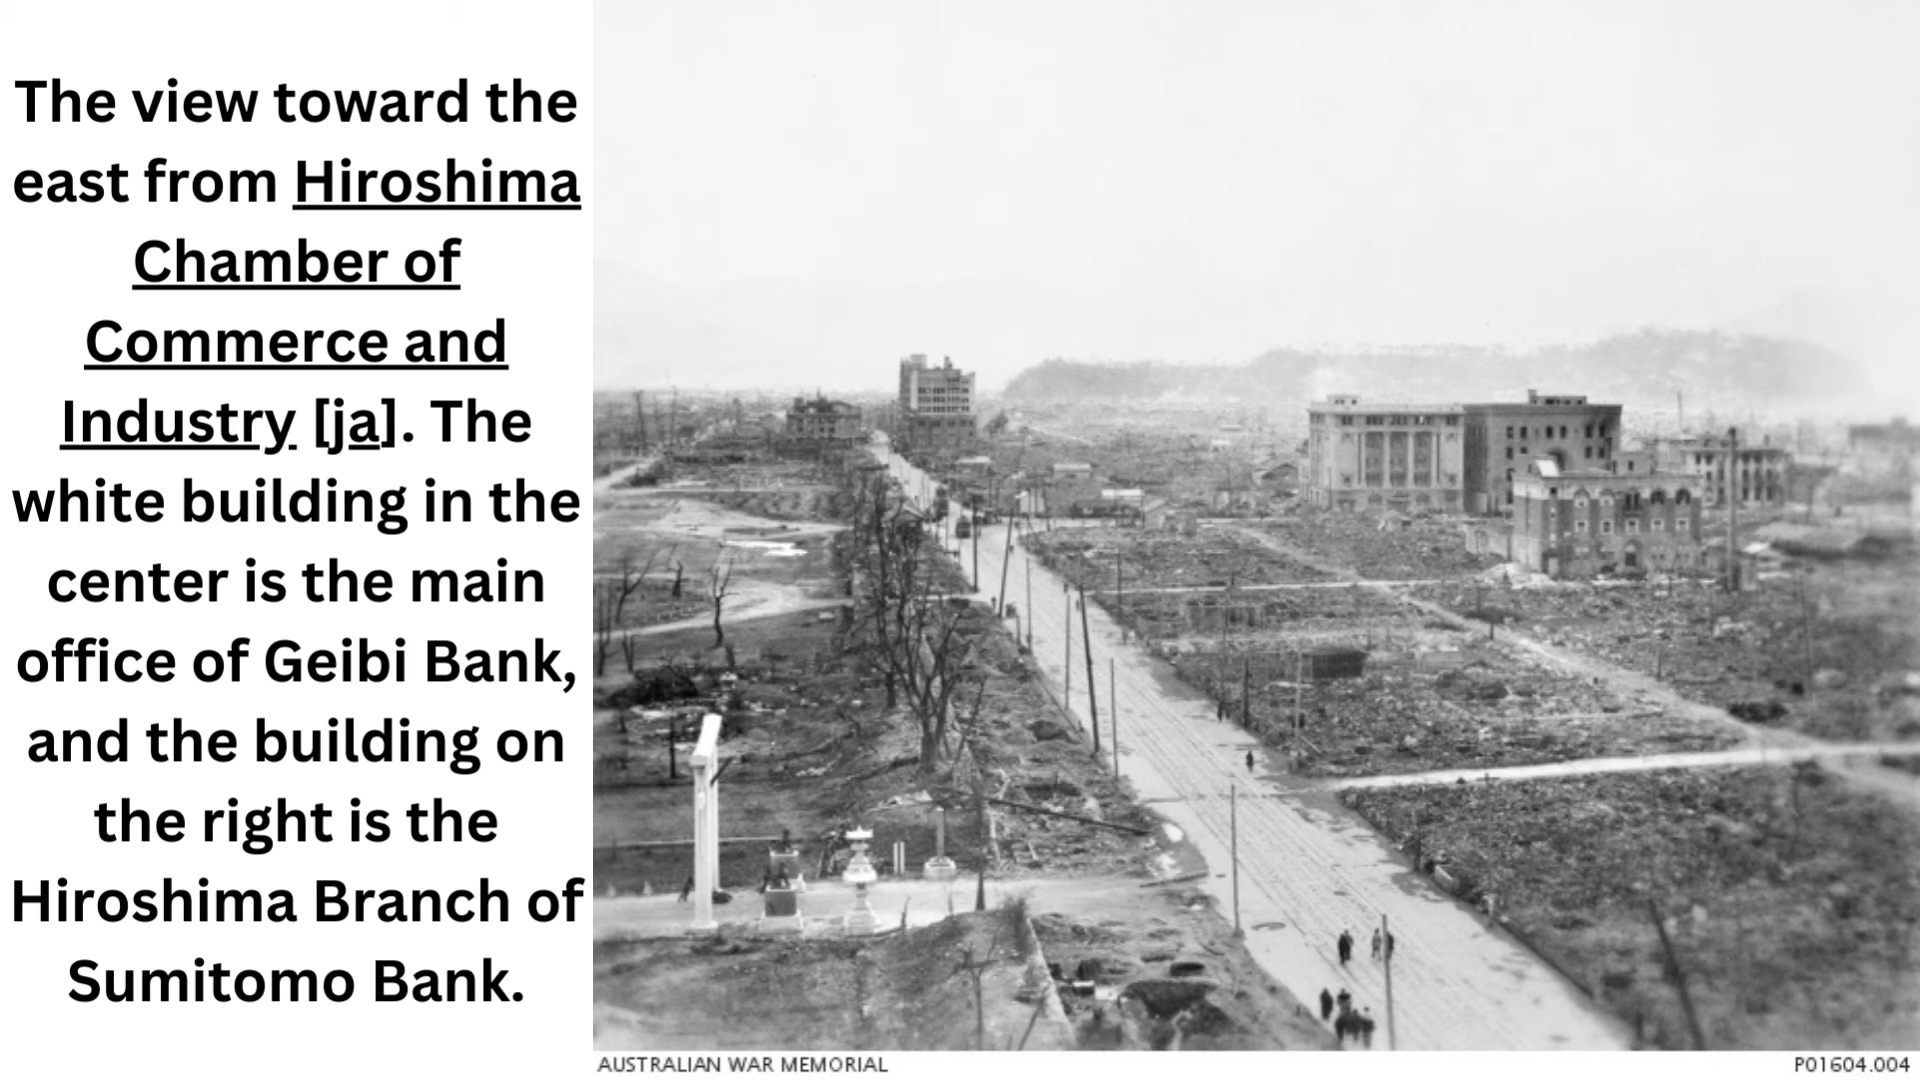 The view toward the
east from Hiroshima
Chamber of
Commerce and
Industry [ja]. The
white building in the
center is the main
office of Geibi Bank,
and the building on
the right is the
Hiroshima Branch of
Sumitomo Bank.
AUSTRALIAN WAR MEMORIAL
P01604.004